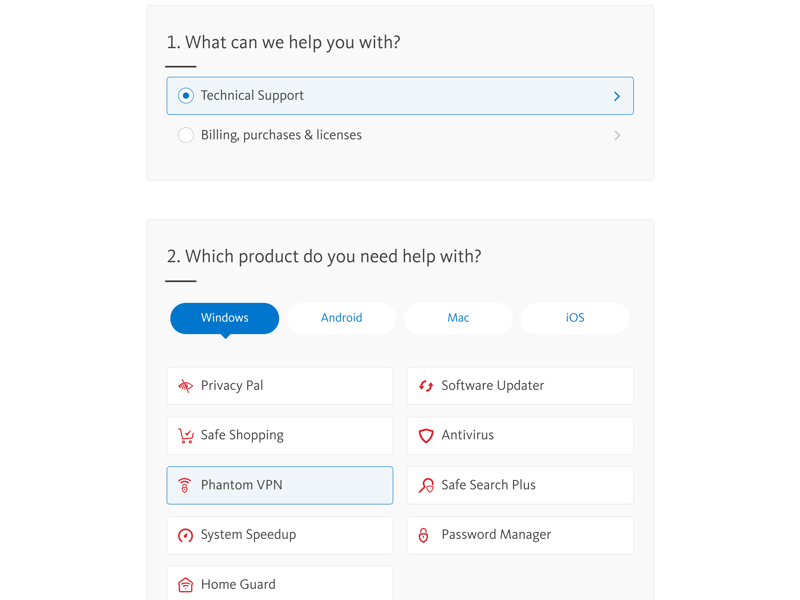 1. What can we help you with?
Technical Support
Billing, purchases & licenses
2. Which product do you need help with?
Windows
Android
Mac
iOS
Privacy Pal
Software Updater
Safe Shopping
Antivirus
Phantom VPN
Safe Search Plus
System Speedup
Password Manager
Home Guard